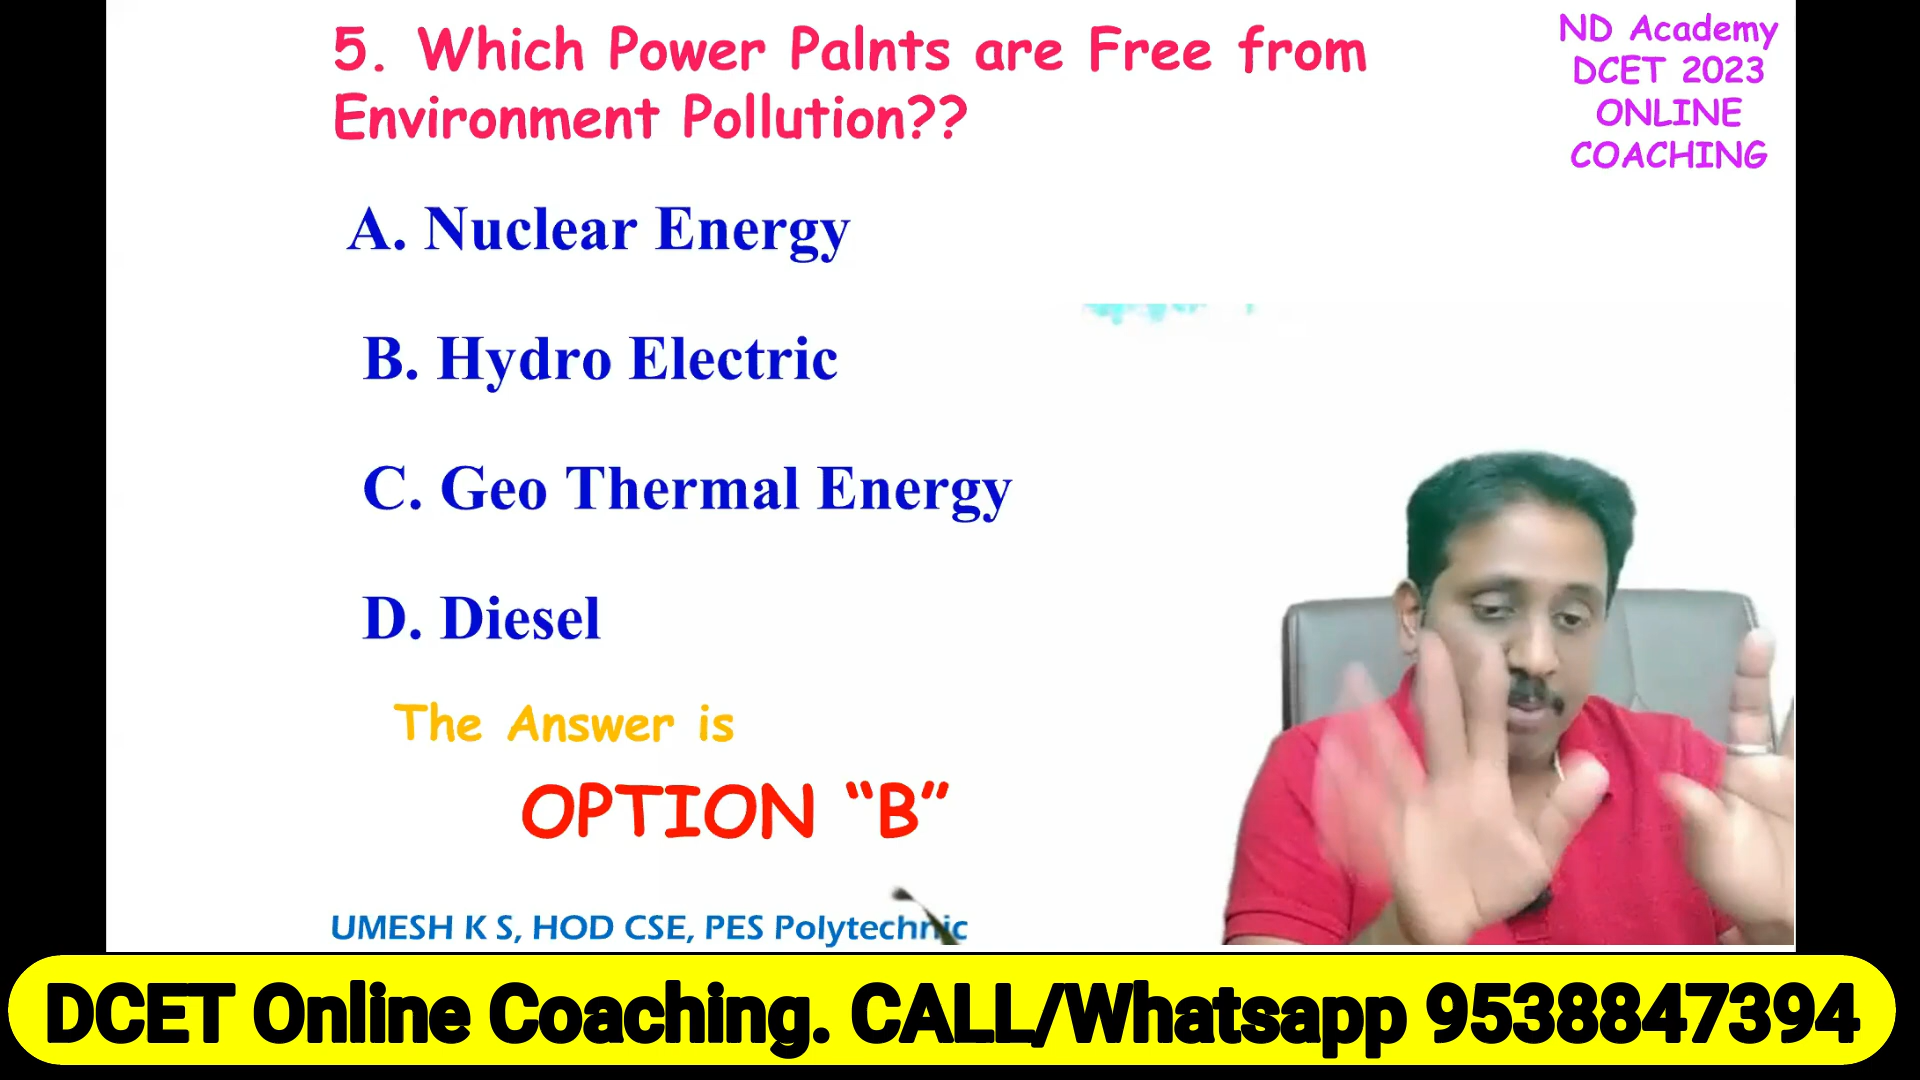 5. Which Power Palnts are Free from
Environment Pollution??
ND Academy
DCET 2023
ONLINE
COACHING
A. Nuclear Energy
B. Hydro Electric
C. Geo Thermal Energy
D. Diesel
The Answer is
OPTION “B”
UMESH K S, HOD CSE, PES Polytechnic
DCET Online Coaching. CALL/Whatsapp 9538847394